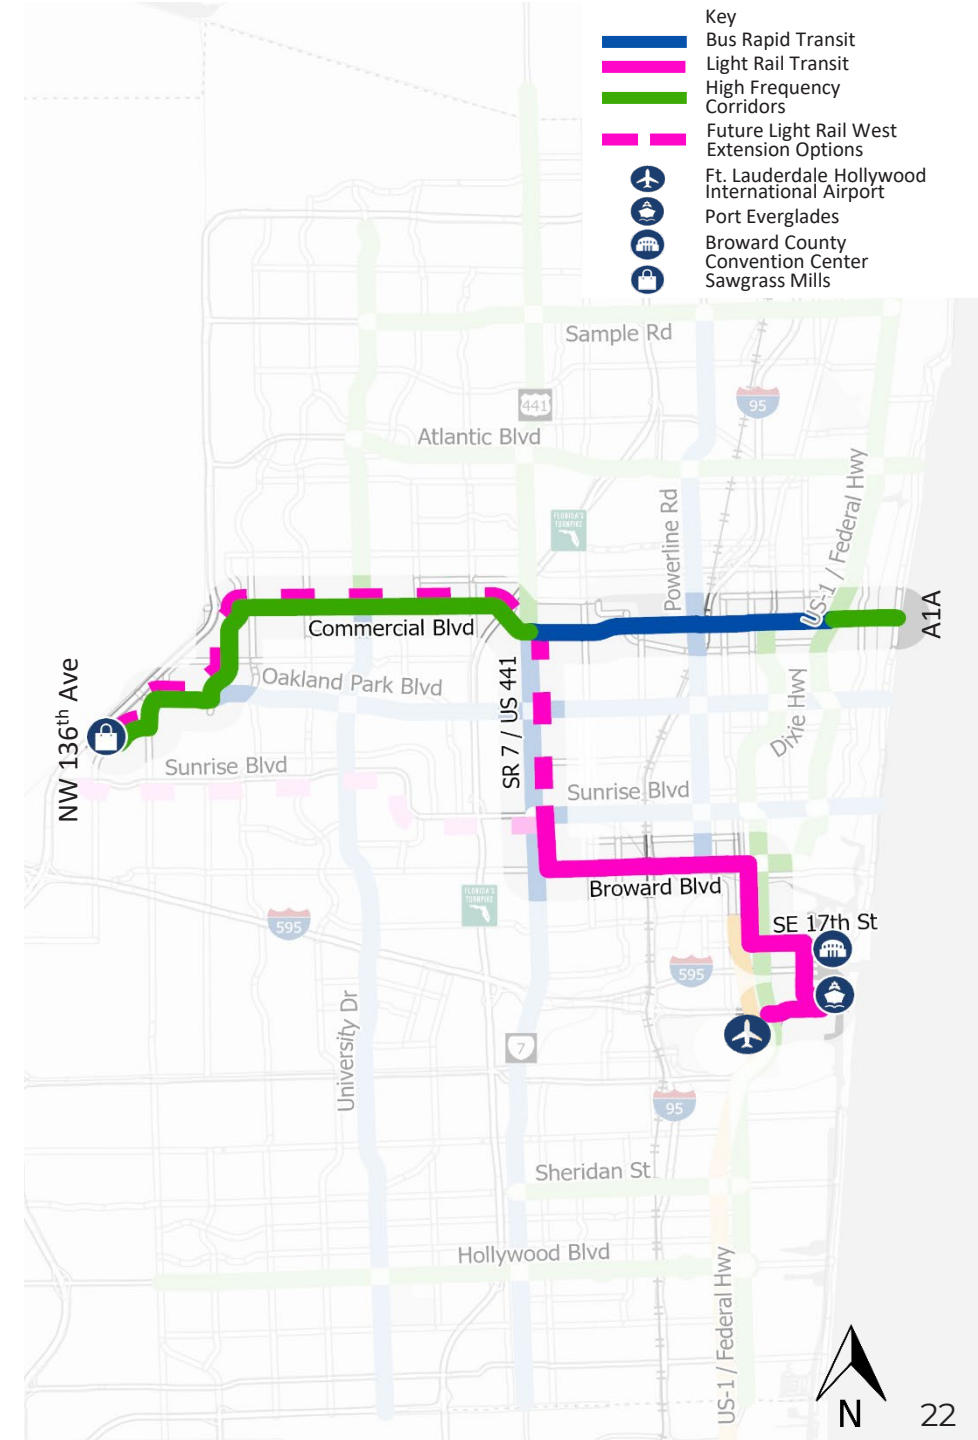 Key
Bus Rapid Transit
Light Rail Transit
High Frequency
Corridors
Future Light Rail West
Extension Options
Ft. Lauderdale Hollywood
International Airport
Port Everglades
Broward County
Convention Center
Sawgrass Mills
Sample Rd
441
95
Atlantic Blvd
FLORIDA'S
TURNPIKE
Powerline Rd
US-1 / Federal Hwy
A1A
Commercial Blvd
NW 136th Ave
Oakland Park Blvd
SR 7 / US 441
Dixie Hwy
Sunrise Blvd
Sunrise Blvd
Broward Blvd
FLORIDA'S
TURNPIKE
SE 17th St
595
595
University Dr
7
95
Sheridan St
Hollywood Blvd
US-1 / Federal Hwy
N
22